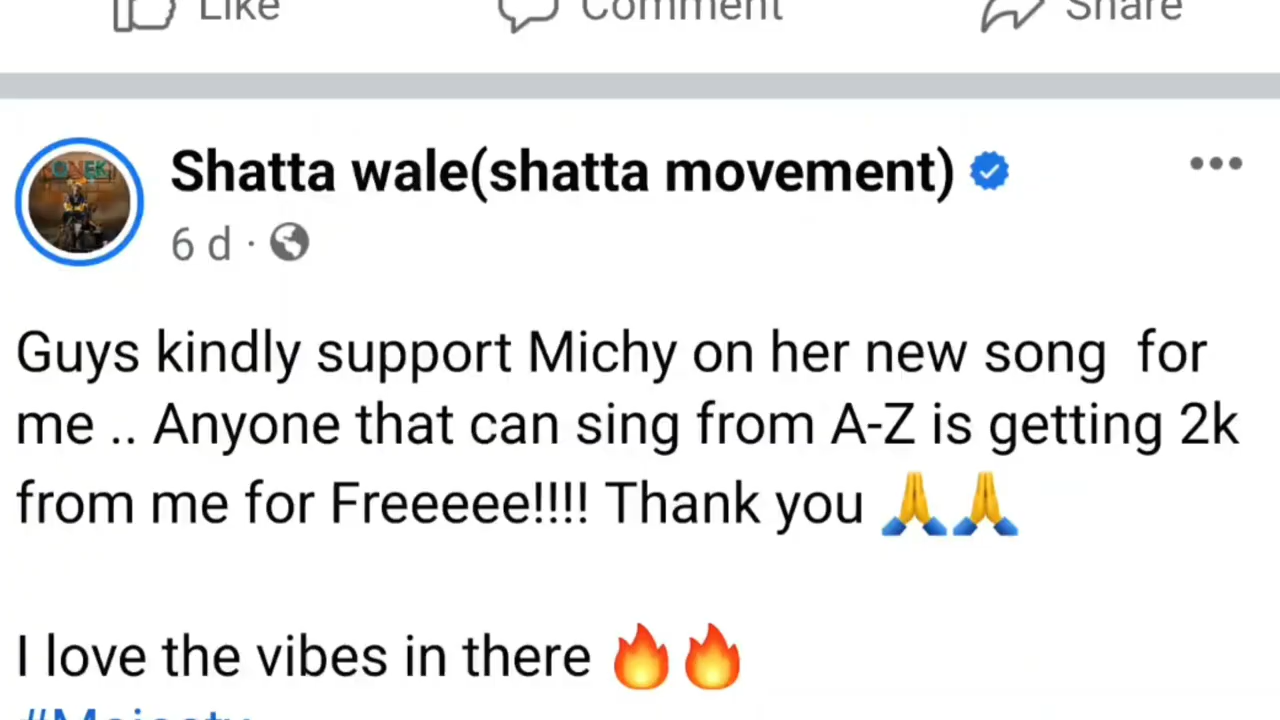 Like Comment Share
Shatta wale(shatta movement)
6 d ·
Guys kindly support Michy on her new song for
me .. Anyone that can sing from A-Z is getting 2k
from me for Freeeee!!!! Thank you 🙏🙏
I love the vibes in there 🔥🔥
#Majesty